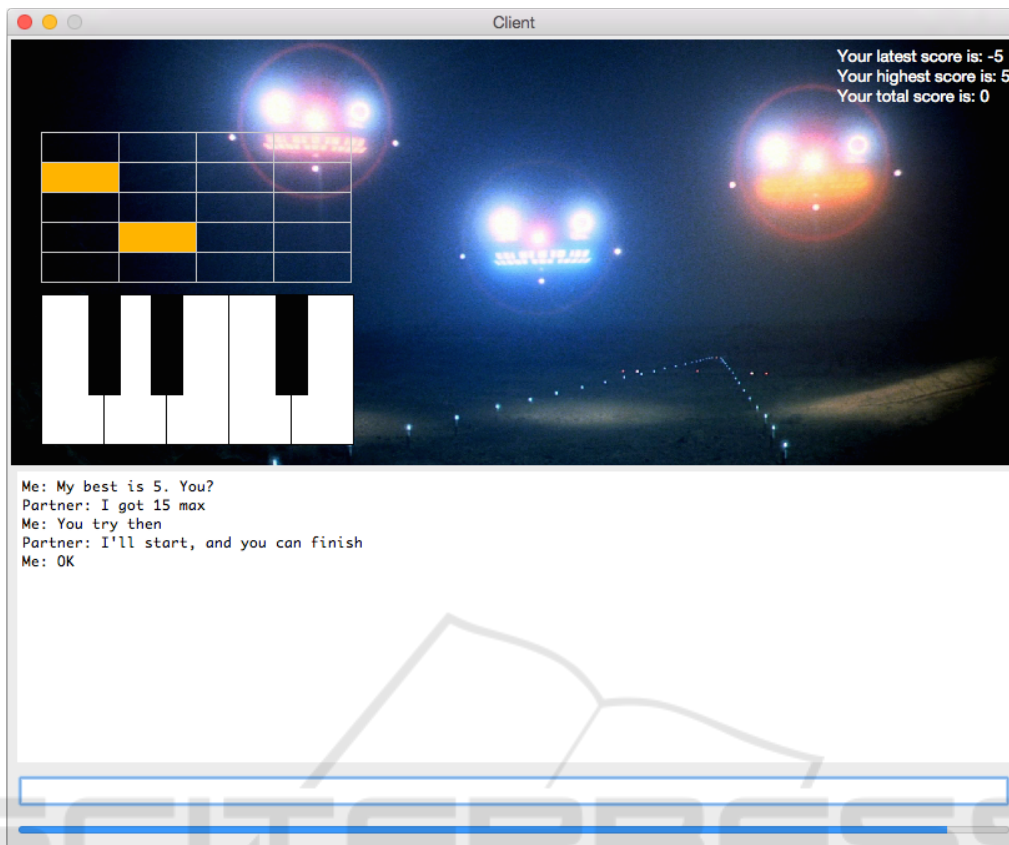 Client
Your latest score is: -5
Your highest score is: 5
Your total score is: 0
Me: My best is 5. You?
Partner: I got 15 max
Me: You try then
Partner: I'll start, and you can finish
Me: OK
SCITEPRESS